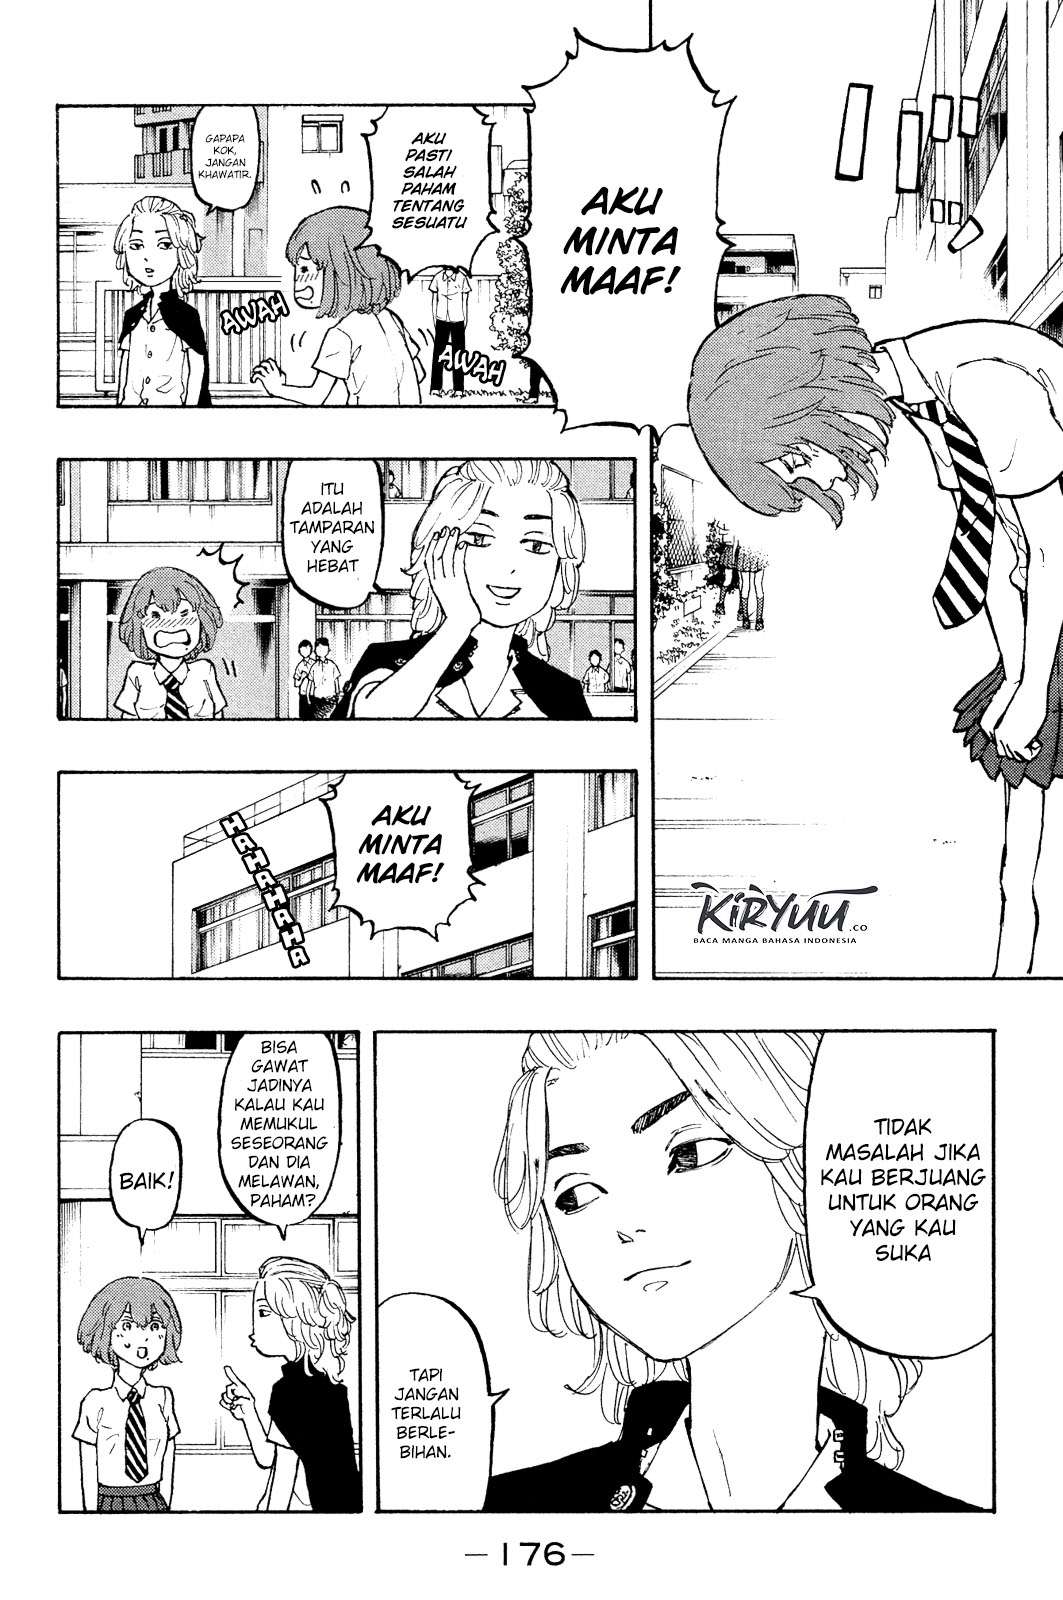 AKU
MINTA
MAAF!
AKU
PASTI
SALAH
PAHAM
TENTANG
SESUATU
GAPAPA
KOK,
JANGAN
KHAWATIR.
AWAH
AWAH
ITU
ADALAH
TAMPARAN
YANG
HEBAT
AKU
MINTA
MAAF!
HAHAHAHA
KIRYUU.CO
BACA MANGA BAHASA INDONESIA
TIDAK
MASALAH JIKA
KAU BERJUANG
UNTUK ORANG
YANG KAU
SUKA
TAPI
JANGAN
TERLALU
BERLE-
BIHAN.
BISA
GAWAT
JADINYA
KALAU KAU
MEMUKUL
SESEORANG
DAN DIA
MELAWAN,
PAHAM?
BAIK!
—176—